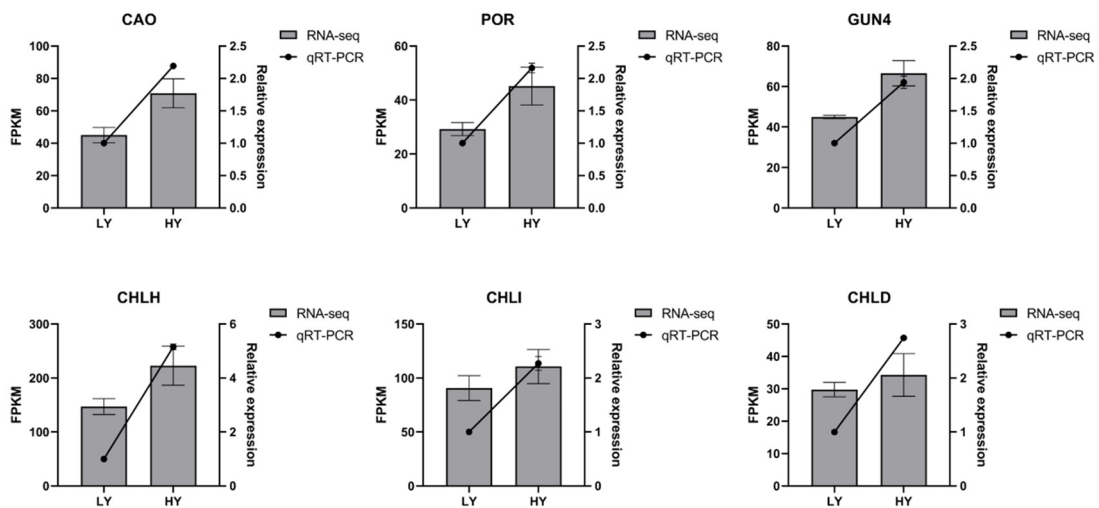 CAO
100
80
60
40
20
0
FPKM
2.5
2.0
1.5
1.0
0.5
0.0
Relative expression
LY HY
RNA-seq
qRT-PCR
POR
60
40
20
0
FPKM
2.5
2.0
1.5
1.0
0.5
0.0
Relative expression
LY HY
RNA-seq
qRT-PCR
GUN4
80
60
40
20
0
FPKM
2.5
2.0
1.5
1.0
0.5
0.0
Relative expression
LY HY
RNA-seq
qRT-PCR
CHLH
300
200
100
0
FPKM
6
4
2
0
Relative expression
LY HY
RNA-seq
qRT-PCR
CHLI
150
100
50
0
FPKM
3
2
1
0
Relative expression
LY HY
RNA-seq
qRT-PCR
CHLD
50
40
30
20
10
0
FPKM
3
2
1
0
Relative expression
LY HY
RNA-seq
qRT-PCR